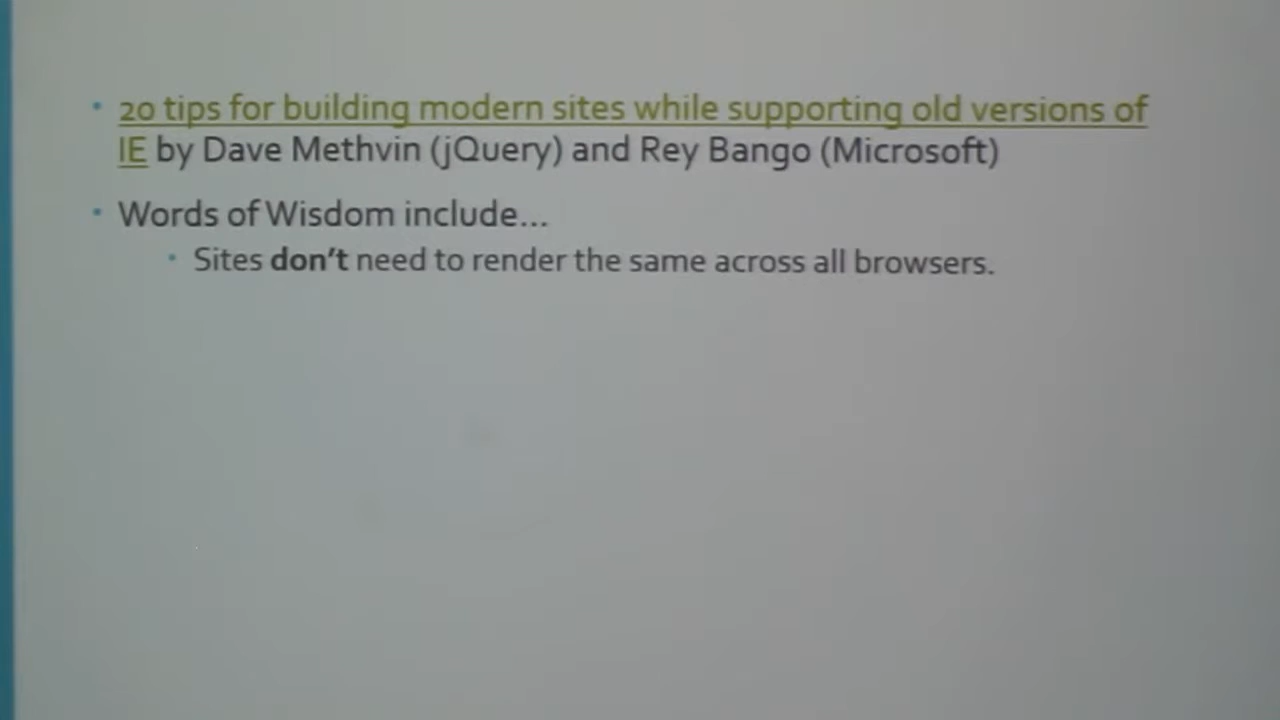 • 20 tips for building modern sites while supporting old versions of
IE by Dave Methvin (jQuery) and Rey Bango (Microsoft)
• Words of Wisdom include...
• Sites don't need to render the same across all browsers.